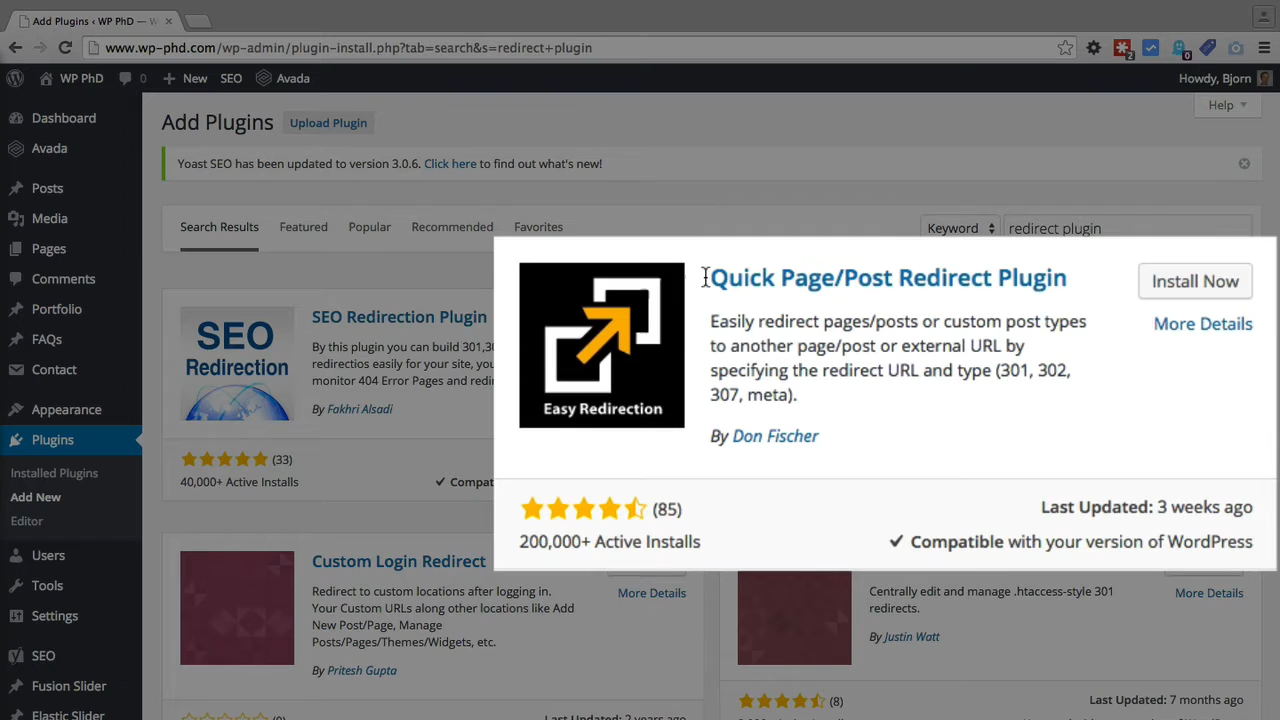 Add Plugins ‹ WP PhD — W
www.wp-phd.com/wp-admin/plugin-install.php?tab=search&s=redirect+plugin
2
0
WP PhD
0
New
SEO
Avada
Howdy, Bjorn
Dashboard
Avada
Posts
Media
Pages
Comments
Portfolio
FAQs
Contact
Appearance
Plugins
Installed Plugins
Add New
Editor
Users
Tools
Settings
SEO
Fusion Slider
Elastic Slider
Help
Add Plugins
Upload Plugin
Yoast SEO has been updated to version 3.0.6. Click here to find out what's new!
Search Results
Featured
Popular
Recommended
Favorites
Keyword
redirect plugin
SEO
Redirection
SEO Redirection Plugin
By this plugin you can build 301,30
redirectios easily for your site, you
monitor 404 Error Pages and redi
By Fakhri Alsadi
(33)
40,000+ Active Installs
Easy Redirection
Quick Page/Post Redirect Plugin
Install Now
More Details
Easily redirect pages/posts or custom post types
to another page/post or external URL by
specifying the redirect URL and type (301, 302,
307, meta).
By Don Fischer
(85)
Last Updated: 3 weeks ago
200,000+ Active Installs
Compatible with your version of WordPress
Custom Login Redirect
More Details
Redirect to custom locations after logging in.
Your Custom URLs along other locations like Add
New Post/Page, Manage
Posts/Pages/Themes/Widgets, etc.
By Pritesh Gupta
(0)
Last Updated: 2 years ago
Centrally edit and manage .htaccess-style 301
redirects.
More Details
By Justin Watt
(8)
Last Updated: 7 months ago